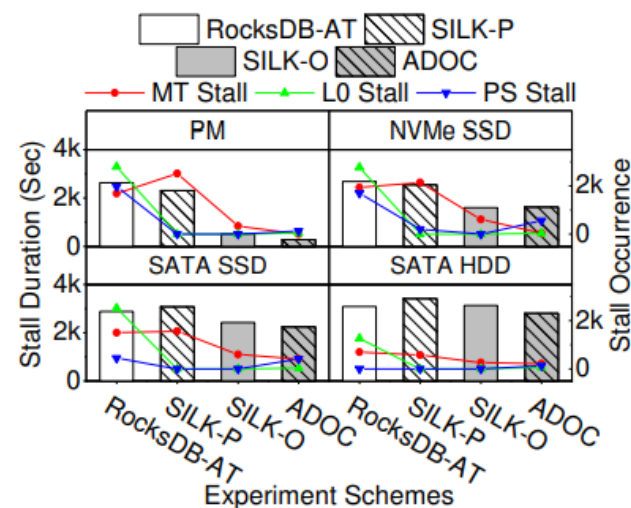 RocksDB-AT SILK-P
SILK-O ADOC
MT Stall L0 Stall PS Stall
PM NVMe SSD
4k
2k
0
2k
0
SATA SSD SATA HDD
4k
2k
0
2k
0
Stall Duration (Sec)
Stall Occurrence
RocksDB-AT SILK-P SILK-O ADOC RocksDB-AT SILK-P SILK-O ADOC
Experiment Schemes